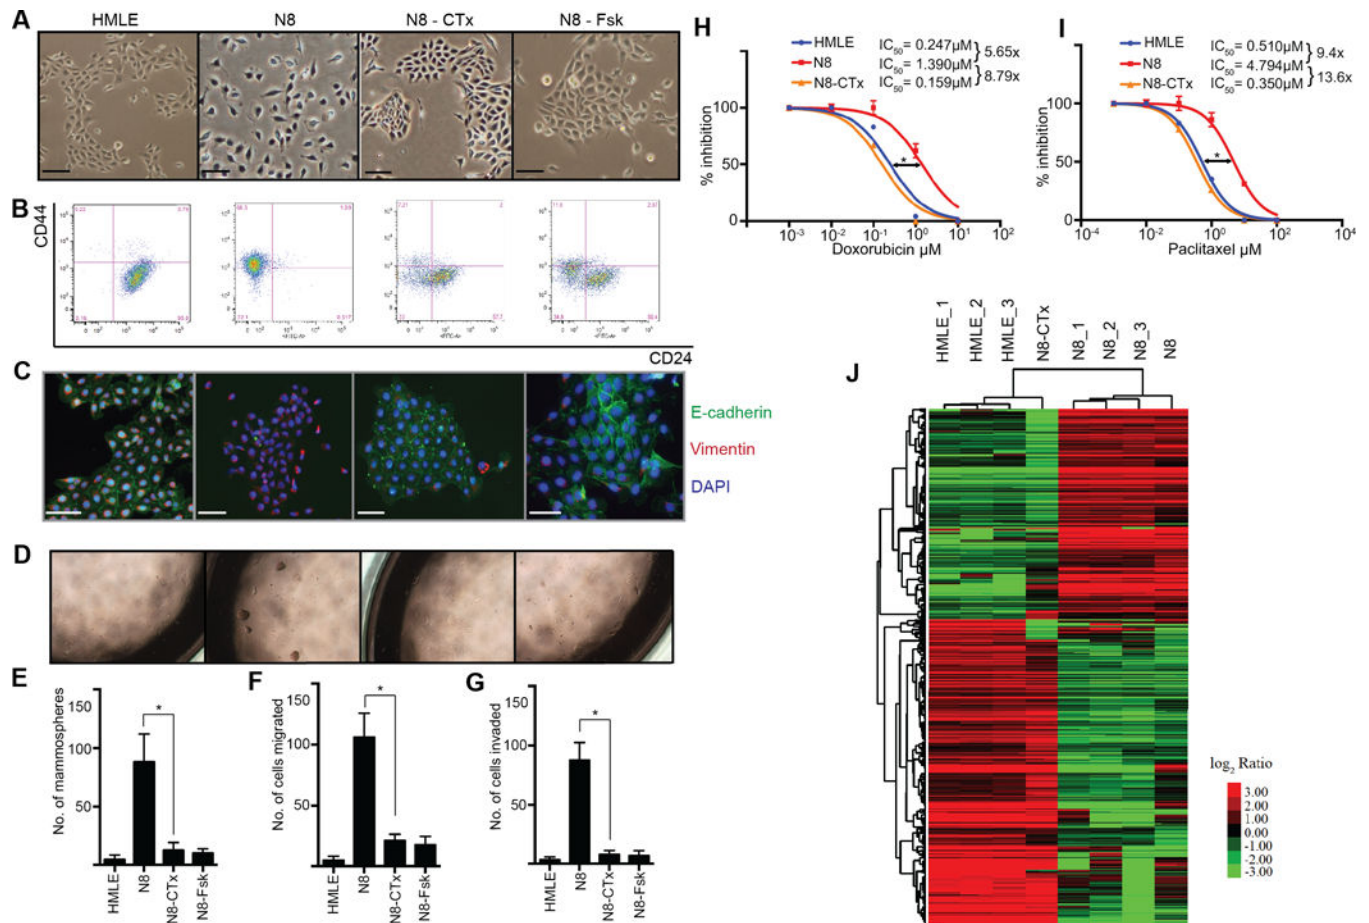 A
HMLE
N8
N8 - CTx
N8 - Fsk
B
CD44
CD24
C
E-cadherin
Vimentin
DAPI
D
E
No. of mammospheres
150
100
50
HMLE
N8
N8-CTx
N8-Fsk
F
No. of cells migrated
150
100
50
HMLE
N8
N8-CTx
N8-Fsk
G
No. of cells invaded
150
100
50
HMLE
N8
N8-CTx
N8-Fsk
H
HMLE IC50= 0.247µM
N8 IC50= 1.390µM
N8-CTx IC50= 0.159µM
5.65x
8.79x
% inhibition
100
50
0
10-3 10-2 10-1 100 101 102
Doxorubicin µM
I
HMLE IC50= 0.510µM
N8 IC50= 4.794µM
N8-CTx IC50= 0.350µM
9.4x
13.6x
% inhibition
100
50
0
10-4 10-2 100 102 104
Paclitaxel µM
J
HMLE_1
HMLE_2
HMLE_3
N8-CTx
N8_1
N8_2
N8_3
N8
log2 Ratio
3.00
2.00
1.00
0.00
-1.00
-2.00
-3.00